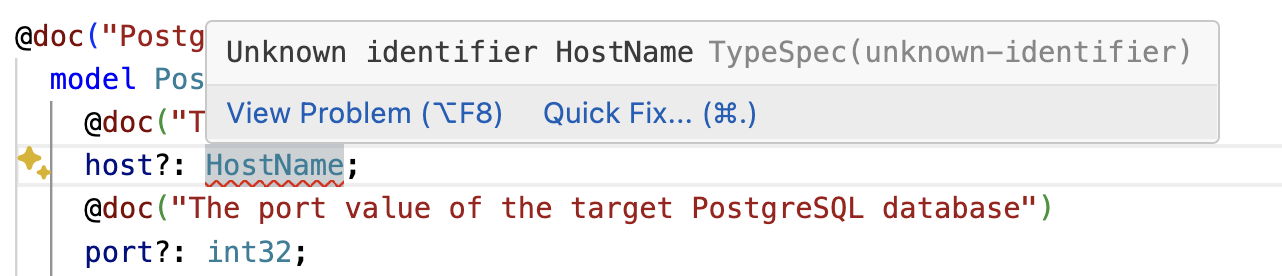 @doc("Postg
Unknown identifier HostName TypeSpec(unknown-identifier)
model Pos
View Problem (⌥F8) Quick Fix... (⌘.)
@doc("T
host?: HostName;
@doc("The port value of the target PostgreSQL database")
port?: int32;